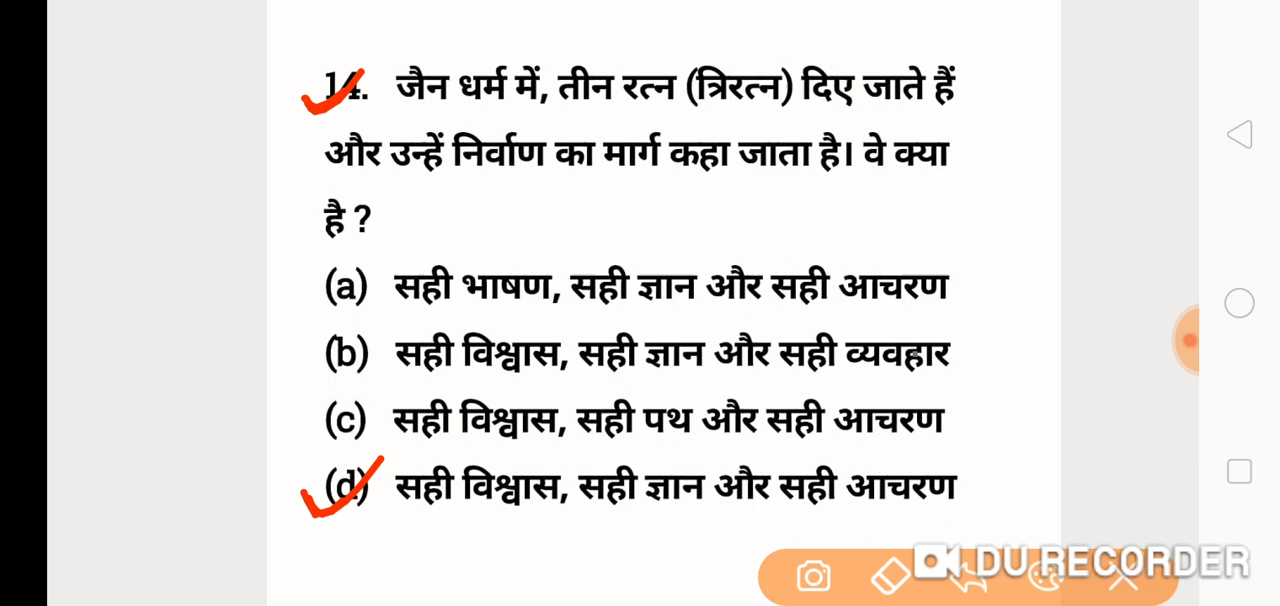 14. जैन धर्म में, तीन रत्न (त्रिरत्न) दिए जाते हैं
और उन्हें निर्वाण का मार्ग कहा जाता है। वे क्या
है ?
(a) सही भाषण, सही ज्ञान और सही आचरण
(b) सही विश्वास, सही ज्ञान और सही व्यवहार
(c) सही विश्वास, सही पथ और सही आचरण
(d) सही विश्वास, सही ज्ञान और सही आचरण
DU RECORDER